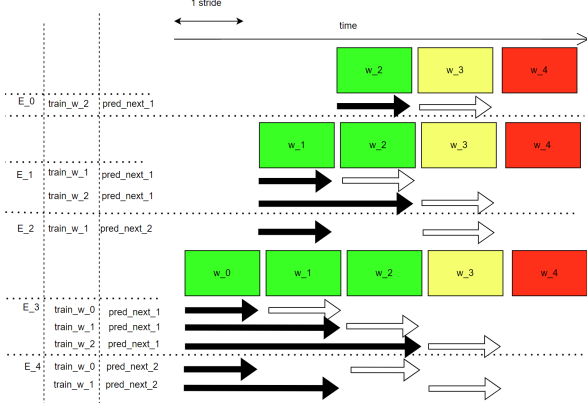 1 stride
time
w_2 w_3 w_4
E_0 train_w_2 pred_next_1
w_1 w_2 w_3 w_4
E_1 train_w_1 pred_next_1
train_w_2 pred_next_1
E_2 train_w_1 pred_next_2
w_0 w_1 w_2 w_3 w_4
E_3 train_w_0 pred_next_1
train_w_1 pred_next_1
train_w_2 pred_next_1
E_4 train_w_0 pred_next_2
train_w_1 pred_next_2